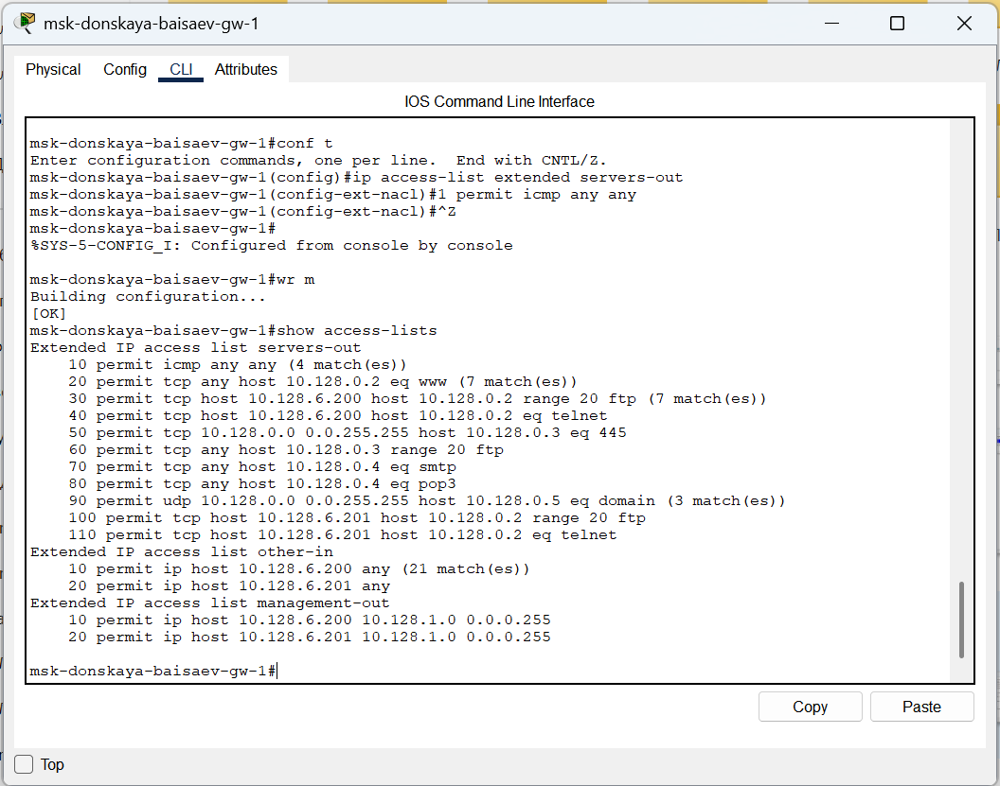 msk-donskaya-baisaev-gw-1
Physical Config CLI Attributes
IOS Command Line Interface
msk-donskaya-baisaev-gw-1#conf t
Enter configuration commands, one per line.  End with CNTL/Z.
msk-donskaya-baisaev-gw-1(config)#ip access-list extended servers-out
msk-donskaya-baisaev-gw-1(config-ext-nacl)#1 permit icmp any any
msk-donskaya-baisaev-gw-1(config-ext-nacl)#^Z
msk-donskaya-baisaev-gw-1#
%SYS-5-CONFIG_I: Configured from console by console
msk-donskaya-baisaev-gw-1#wr m
Building configuration...
[OK]
msk-donskaya-baisaev-gw-1#show access-lists
Extended IP access list servers-out
    10 permit icmp any any (4 match(es))
    20 permit tcp any host 10.128.0.2 eq www (7 match(es))
    30 permit tcp host 10.128.6.200 host 10.128.0.2 range 20 ftp (7 match(es))
    40 permit tcp host 10.128.6.200 host 10.128.0.2 eq telnet
    50 permit tcp 10.128.0.0 0.0.255.255 host 10.128.0.3 eq 445
    60 permit tcp any host 10.128.0.3 range 20 ftp
    70 permit tcp any host 10.128.0.4 eq smtp
    80 permit tcp any host 10.128.0.4 eq pop3
    90 permit udp 10.128.0.0 0.0.255.255 host 10.128.0.5 eq domain (3 match(es))
    100 permit tcp host 10.128.6.201 host 10.128.0.2 range 20 ftp
    110 permit tcp host 10.128.6.201 host 10.128.0.2 eq telnet
Extended IP access list other-in
    10 permit ip host 10.128.6.200 any (21 match(es))
    20 permit ip host 10.128.6.201 any
Extended IP access list management-out
    10 permit ip host 10.128.6.200 10.128.1.0 0.0.0.255
    20 permit ip host 10.128.6.201 10.128.1.0 0.0.0.255
msk-donskaya-baisaev-gw-1#
Copy Paste
Top